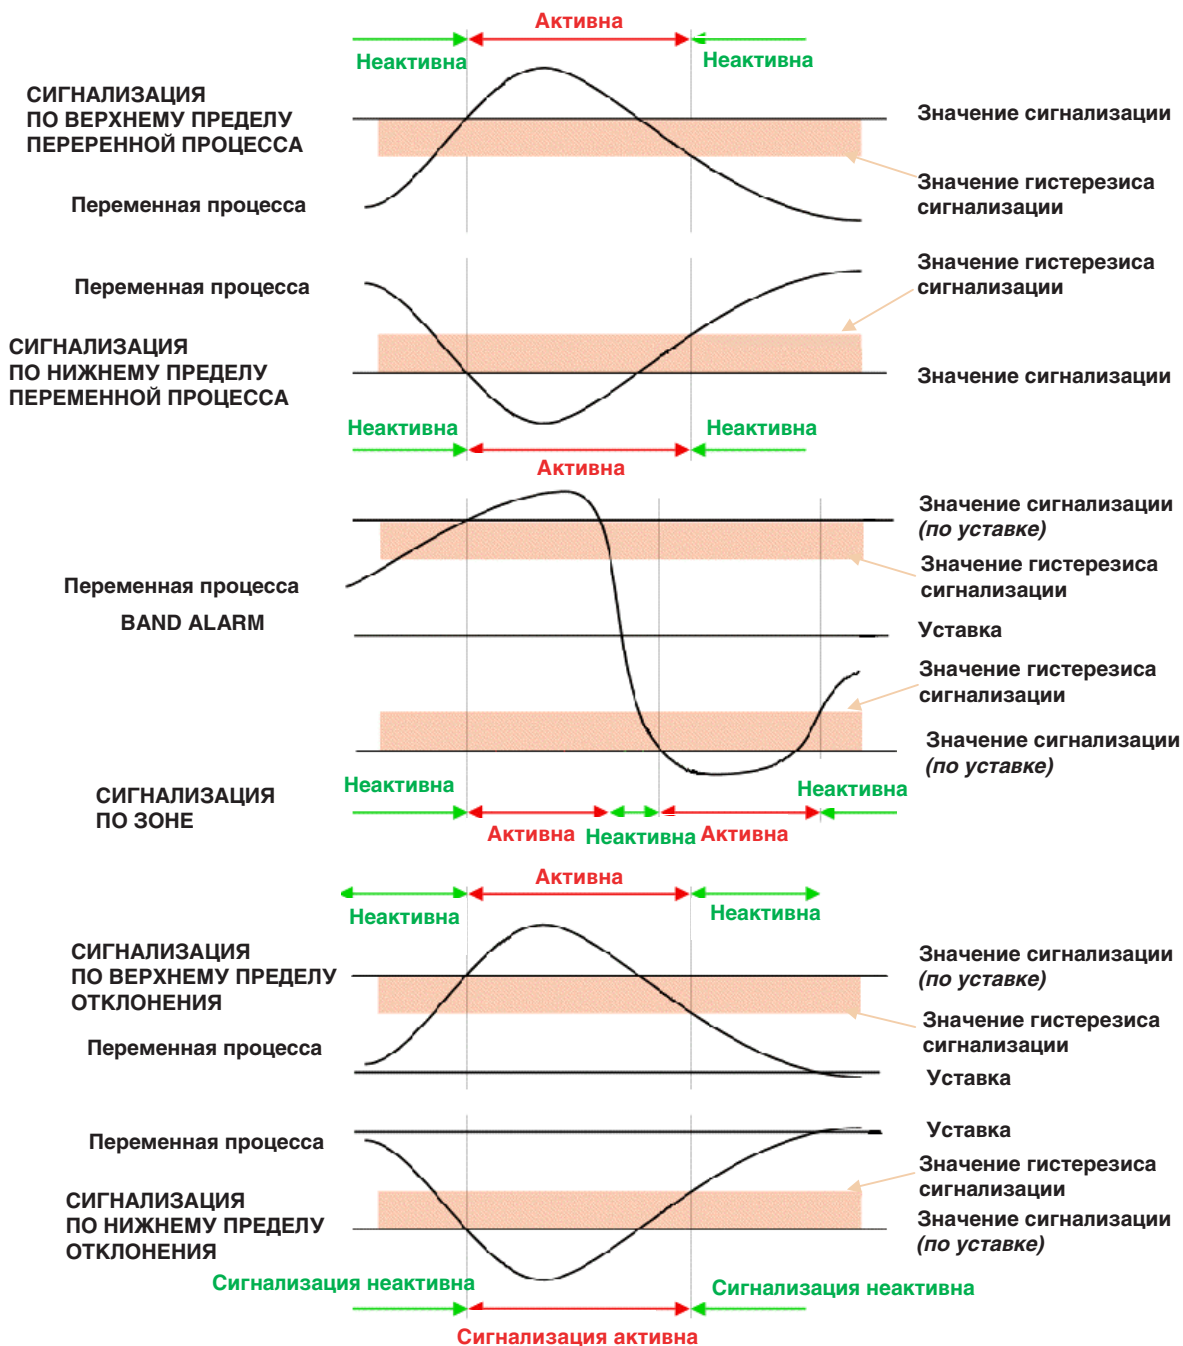 Активна
Неактивна
Неактивна
СИГНАЛИЗАЦИЯ
ПО ВЕРХНЕМУ ПРЕДЕЛУ
ПЕРЕРЕННОЙ ПРОЦЕССА
Значение сигнализации
Переменная процесса
Значение гистерезиса
сигнализации
Переменная процесса
Значение гистерезиса
сигнализации
СИГНАЛИЗАЦИЯ
ПО НИЖНЕМУ ПРЕДЕЛУ
ПЕРЕМЕННОЙ ПРОЦЕССА
Значение сигнализации
Неактивна
Неактивна
Активна
Значение сигнализации
(по уставке)
Значение гистерезиса
сигнализации
Переменная процесса
BAND ALARM
Уставка
Значение гистерезиса
сигнализации
Значение сигнализации
(по уставке)
Неактивна
Неактивна
СИГНАЛИЗАЦИЯ
ПО ЗОНЕ
Активна
Неактивна
Активна
Активна
Неактивна
Неактивна
СИГНАЛИЗАЦИЯ
ПО ВЕРХНЕМУ ПРЕДЕЛУ
ОТКЛОНЕНИЯ
Значение сигнализации
(по уставке)
Значение гистерезиса
сигнализации
Переменная процесса
Уставка
Переменная процесса
Уставка
Значение гистерезиса
сигнализации
СИГНАЛИЗАЦИЯ
ПО НИЖНЕМУ ПРЕДЕЛУ
ОТКЛОНЕНИЯ
Значение сигнализации
(по уставке)
Сигнализация неактивна
Сигнализация неактивна
Сигнализация активна